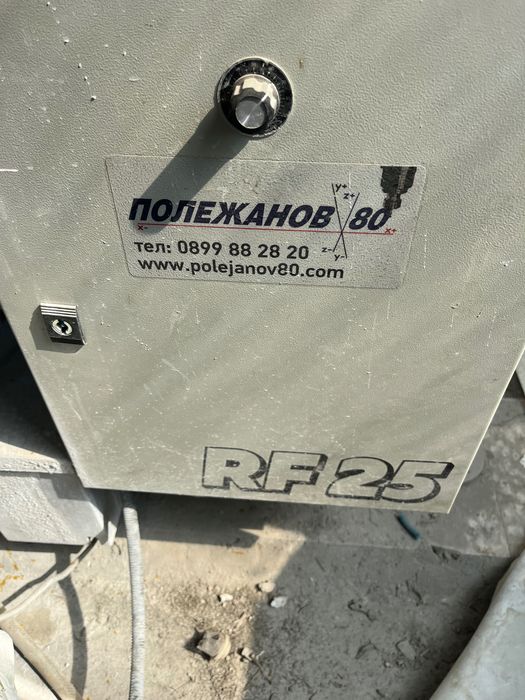 ПОЛЕЖАНОВ 80
y+
z+
x-
x+
z-
y-
тел: 0899 88 28 20
www.polejanov80.com
RF 25